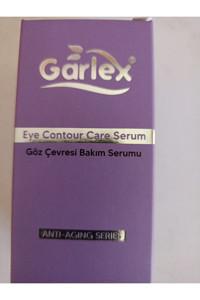 Garlex®
Eye Contour Care Serum
Göz Çevresi Bakım Serumu
ANTI-AGING SERIES